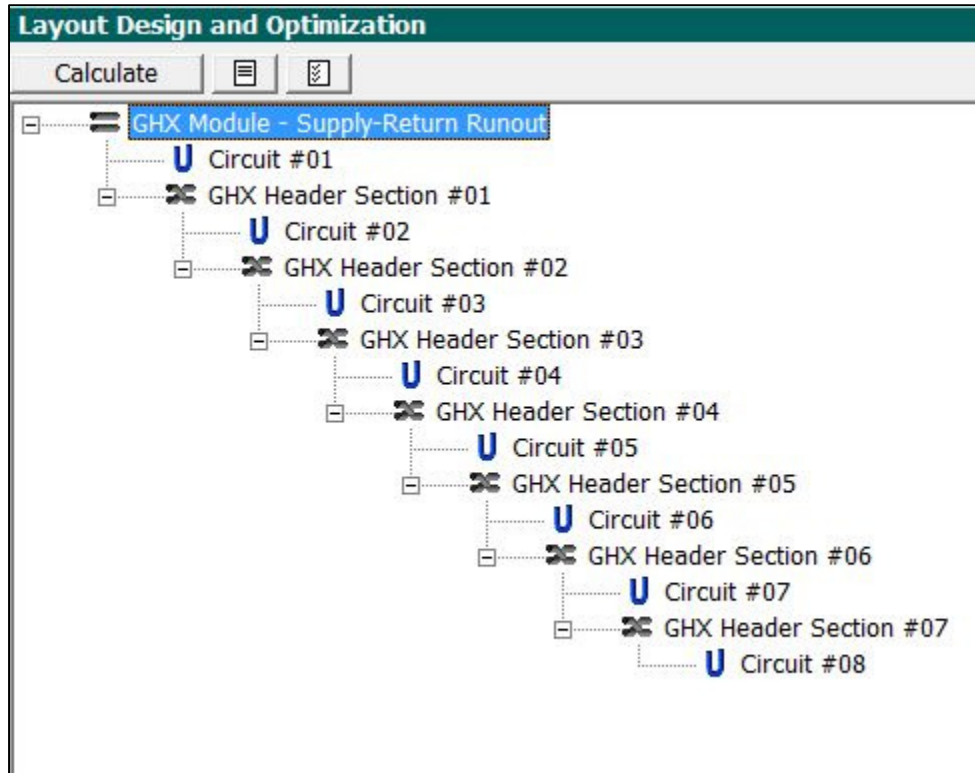 Layout Design and Optimization
Calculate
GHX Module - Supply-Return Runout
Circuit #01
GHX Header Section #01
Circuit #02
GHX Header Section #02
Circuit #03
GHX Header Section #03
Circuit #04
GHX Header Section #04
Circuit #05
GHX Header Section #05
Circuit #06
GHX Header Section #06
Circuit #07
GHX Header Section #07
Circuit #08